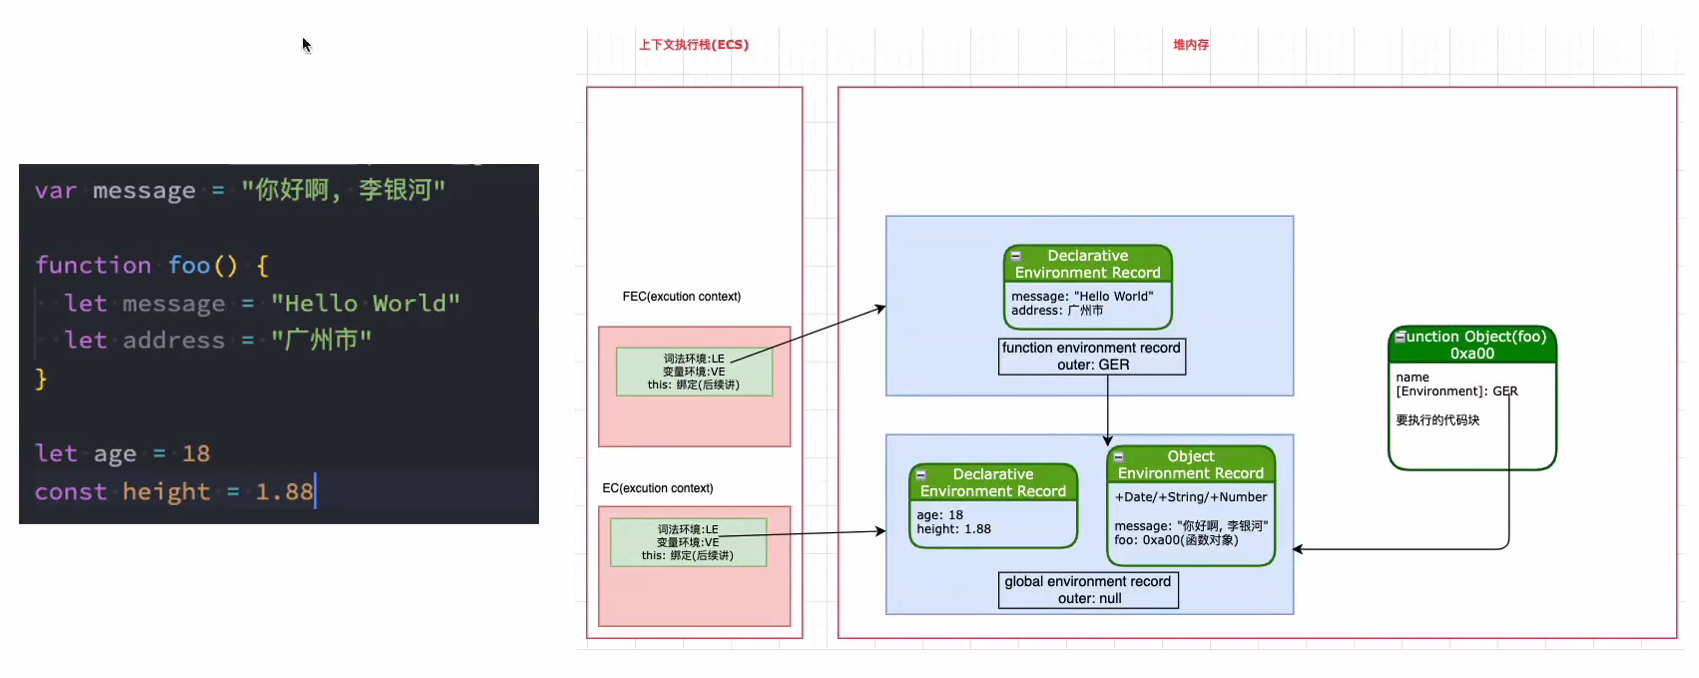 var message = "你好啊, 李银河"
function foo() {
let message = "Hello World"
let address = "广州市"
}
let age = 18
const height = 1.88
上下文执行栈(ECS)
堆内存
FEC(excution context)
词法环境:LE
变量环境:VE
this: 绑定(后续讲)
EC(excution context)
词法环境:LE
变量环境:VE
this: 绑定(后续讲)
Declarative
Environment Record
message: "Hello World"
address: 广州市
function environment record
outer: GER
Declarative
Environment Record
age: 18
height: 1.88
Object
Environment Record
+Date/+String/+Number
message: "你好啊, 李银河"
foo: 0xa00(函数对象)
global environment record
outer: null
unction Object(foo)
0xa00
name
[Environment]: GER
要执行的代码块